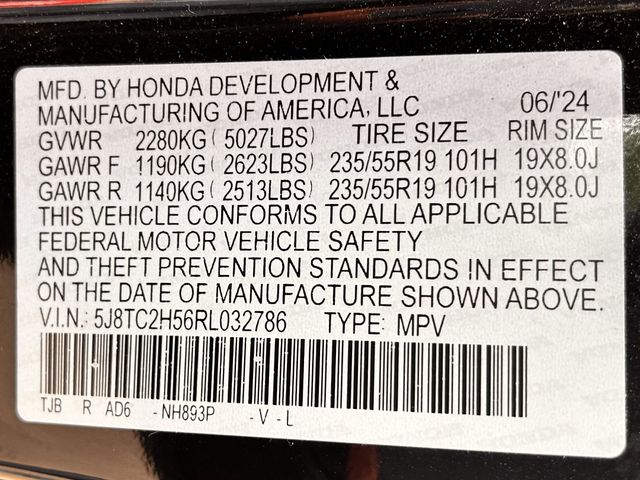 MFD. BY HONDA DEVELOPMENT &
MANUFACTURING OF AMERICA, LLC 06/'24
GVWR 2280KG ( 5027LBS) TIRE SIZE RIM SIZE
GAWR F 1190KG ( 2623LBS) 235/55R19 101H 19X8.0J
GAWR R 1140KG ( 2513LBS) 235/55R19 101H 19X8.0J
THIS VEHICLE CONFORMS TO ALL APPLICABLE
FEDERAL MOTOR VEHICLE SAFETY
AND THEFT PREVENTION STANDARDS IN EFFECT
ON THE DATE OF MANUFACTURE SHOWN ABOVE.
V.I.N.: 5J8TC2H56RL032786 TYPE: MPV
TJB R AD6 -NH893P -V-L